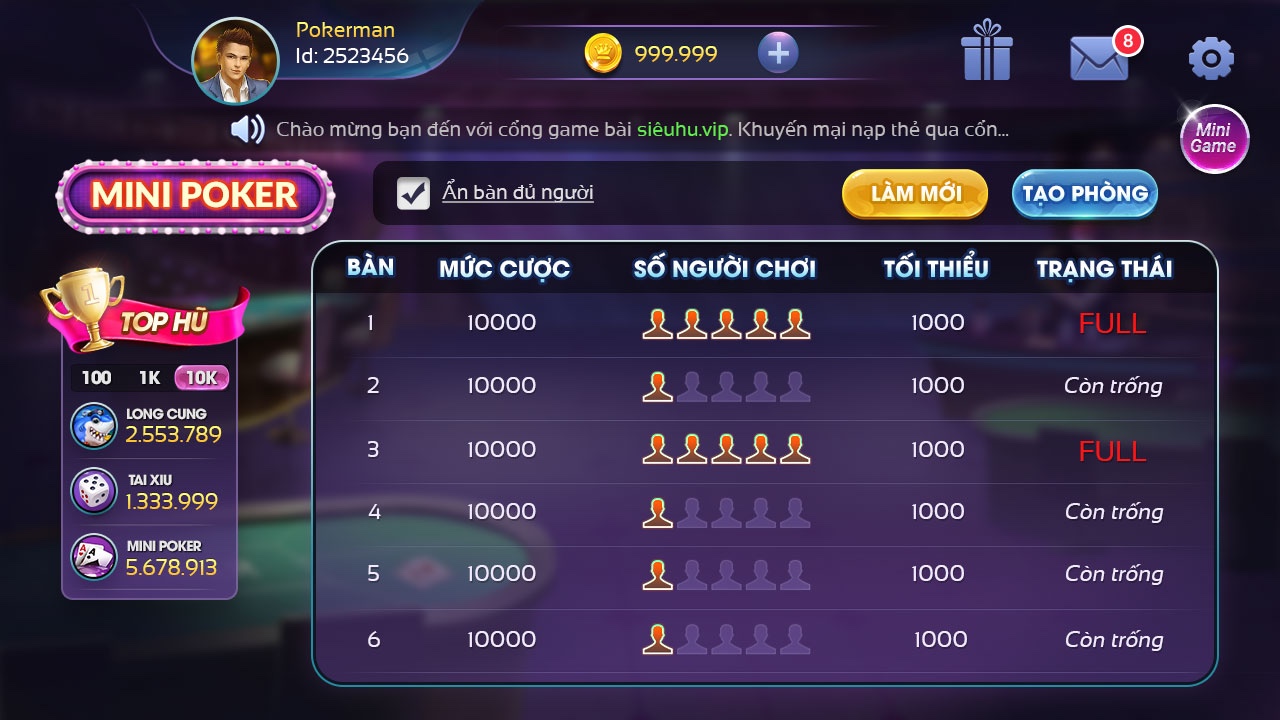 Pokerman
Id: 2523456
999.999
8
Chào mừng bạn đến với cổng game bài siêuhu.vip. Khuyến mại nạp thẻ qua cổn...
Mini
Game
MINI POKER
Ẩn bàn đủ người
LÀM MỚI
TẠO PHÒNG
1
TOP HŨ
100 1K 10K
LONG CUNG
2.553.789
TAI XIU
1.333.999
MINI POKER
5.678.913
BÀN MỨC CƯỢC SỐ NGƯỜI CHƠI TỐI THIỂU TRẠNG THÁI
1 10000 1000 FULL
2 10000 1000 Còn trống
3 10000 1000 FULL
4 10000 1000 Còn trống
5 10000 1000 Còn trống
6 10000 1000 Còn trống